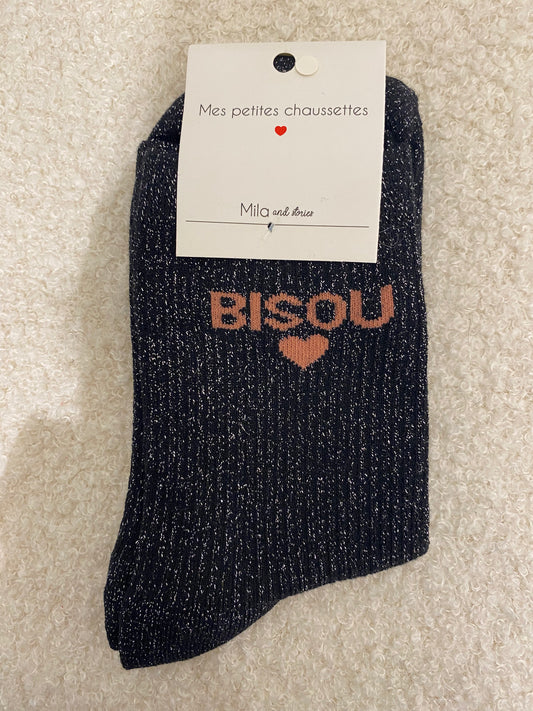 Mes petites chaussettes
Mila and stories
BISOU